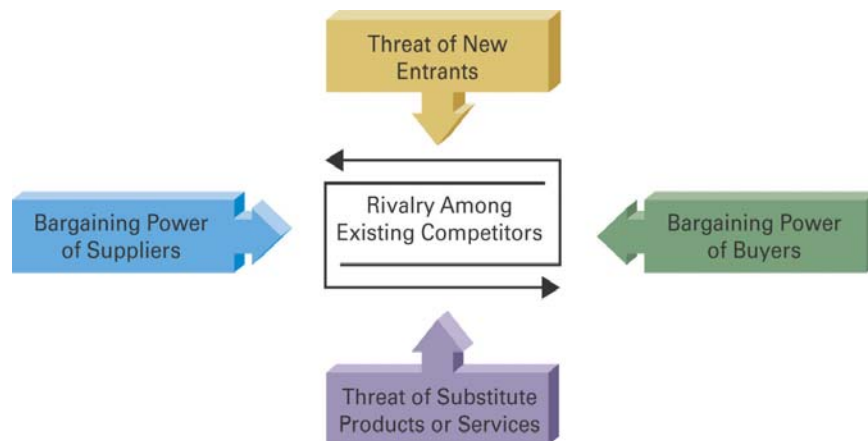 Threat of New
Entrants
Bargaining Power
of Suppliers
Rivalry Among
Existing Competitors
Bargaining Power
of Buyers
Threat of Substitute
Products or Services